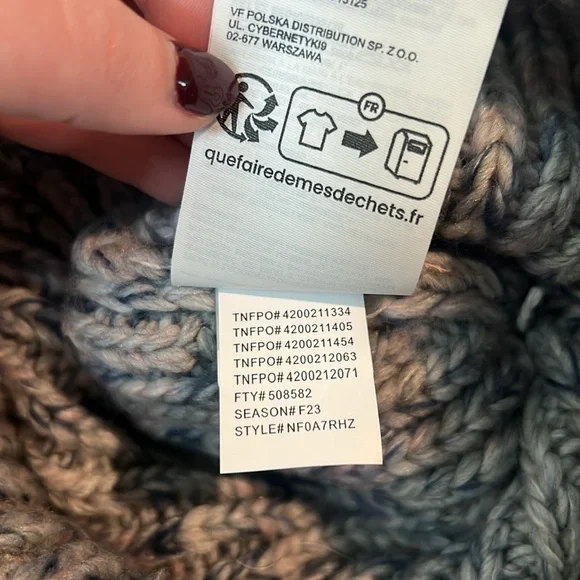 VF POLSKA DISTRIBUTION SP. Z O.O.
UL. CYBERNETYKI9
02-677 WARSZAWA
FR
quefairedemesdechets.fr
TNFPO# 4200211334
TNFPO# 4200211405
TNFPO# 4200211454
TNFPO# 4200212063
TNFPO# 4200212071
FTY# 508582
SEASON# F23
STYLE# NF0A7RHZ